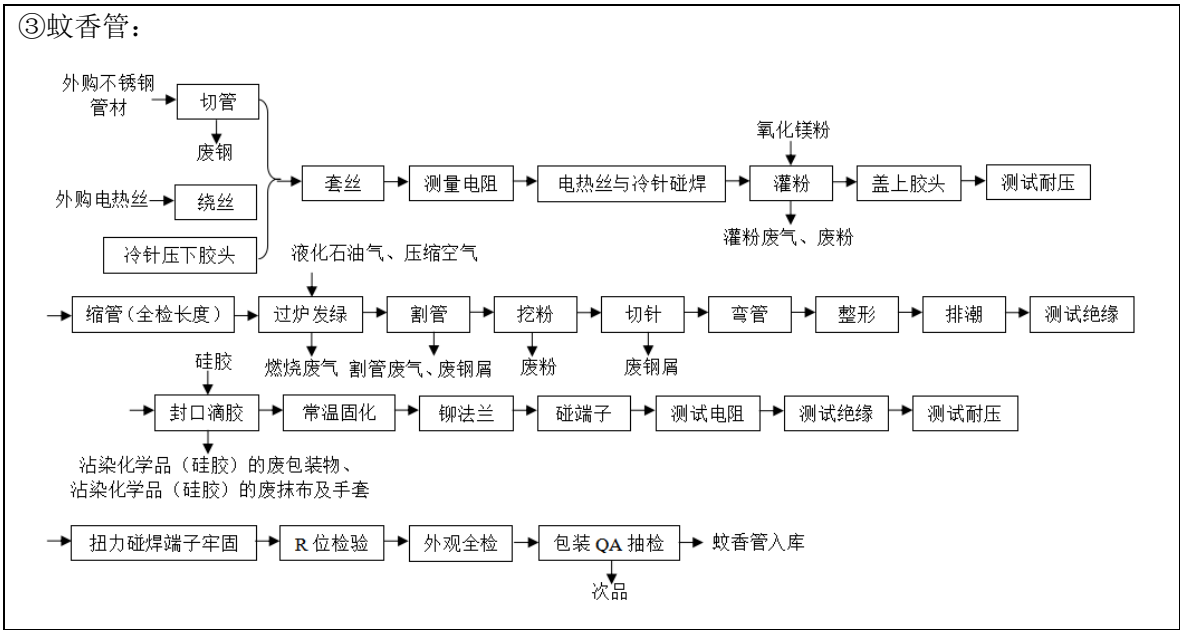 ③蚊香管：
外购不锈钢
管材
切管
废钢
外购电热丝
绕丝
冷针压下胶头
套丝
测量电阻
电热丝与冷针碰焊
氧化镁粉
灌粉
灌粉废气、废粉
盖上胶头
测试耐压
缩管（全检长度）
液化石油气、压缩空气
过炉发绿
燃烧废气
割管
割管废气、废钢屑
挖粉
废粉
切针
废钢屑
弯管
整形
排潮
测试绝缘
硅胶
封口滴胶
沾染化学品（硅胶）的废包装物、
沾染化学品（硅胶）的废抹布及手套
常温固化
铆法兰
碰端子
测试电阻
测试绝缘
测试耐压
扭力碰焊端子牢固
R 位检验
外观全检
包装 QA 抽检
次品
蚊香管入库